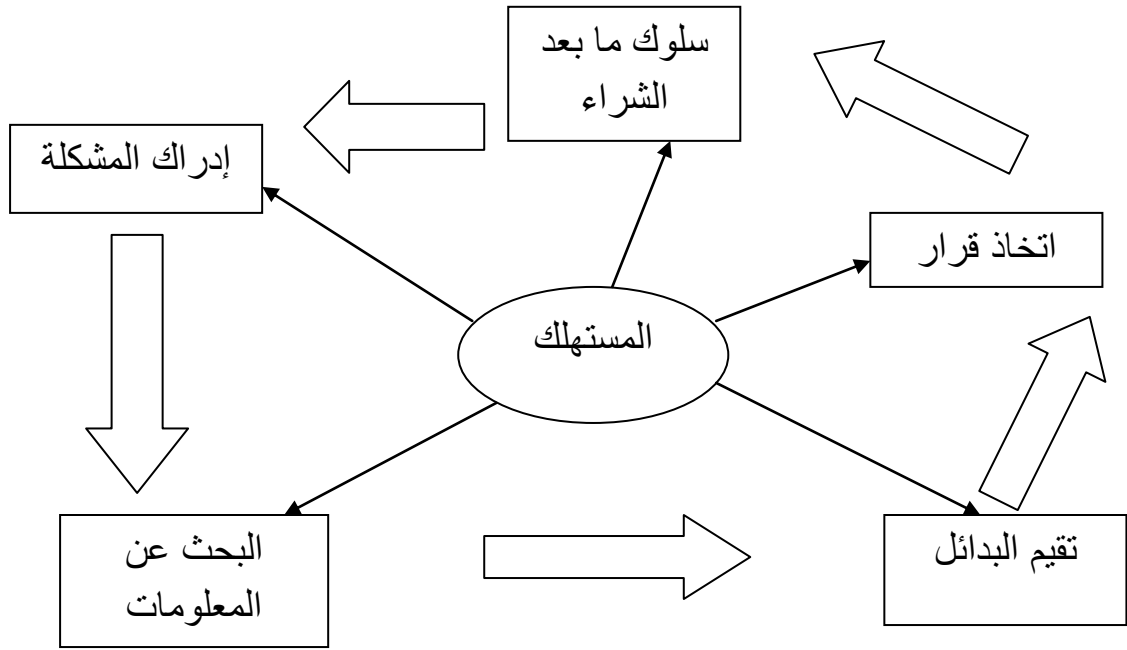 سلوك ما بعد
الشراء
إدراك المشكلة
اتخاذ قرار
المستهلك
البحث عن
المعلومات
تقيم البدائل